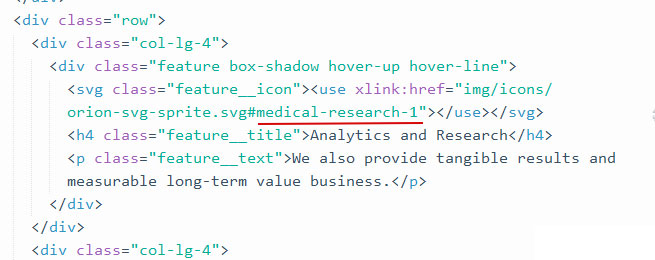 </div>
<div class="row">
<div class="col-lg-4">
<div class="feature box-shadow hover-up hover-line">
<svg class="feature__icon"><use xlink:href="img/icons/
orion-svg-sprite.svg#medical-research-1"></use></svg>
<h4 class="feature__title">Analytics and Research</h4>
<p class="feature__text">We also provide tangible results and
measurable long-term value business.</p>
</div>
</div>
<div class="col-lg-4">